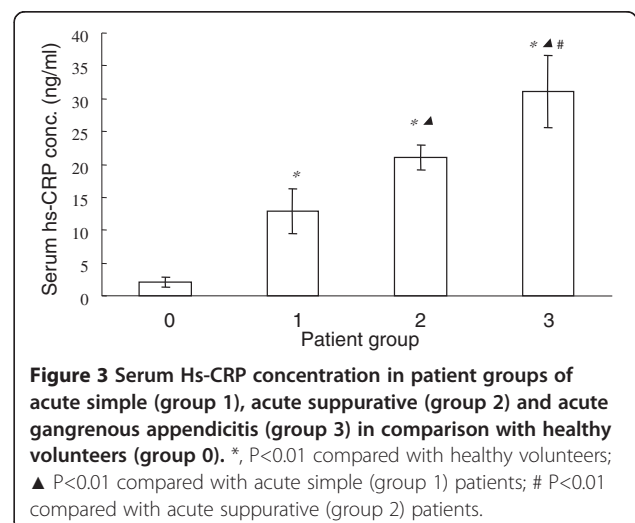 40
35
30
25
20
15
10
5
0
Serum hs-CRP conc. (ng/ml)
*
* ▲
* ▲ #
0 1 2 3
Patient group
Figure 3 Serum Hs-CRP concentration in patient groups of
acute simple (group 1), acute suppurative (group 2) and acute
gangrenous appendicitis (group 3) in comparison with healthy
volunteers (group 0). *, P<0.01 compared with healthy volunteers;
▲ P<0.01 compared with acute simple (group 1) patients; # P<0.01
compared with acute suppurative (group 2) patients.